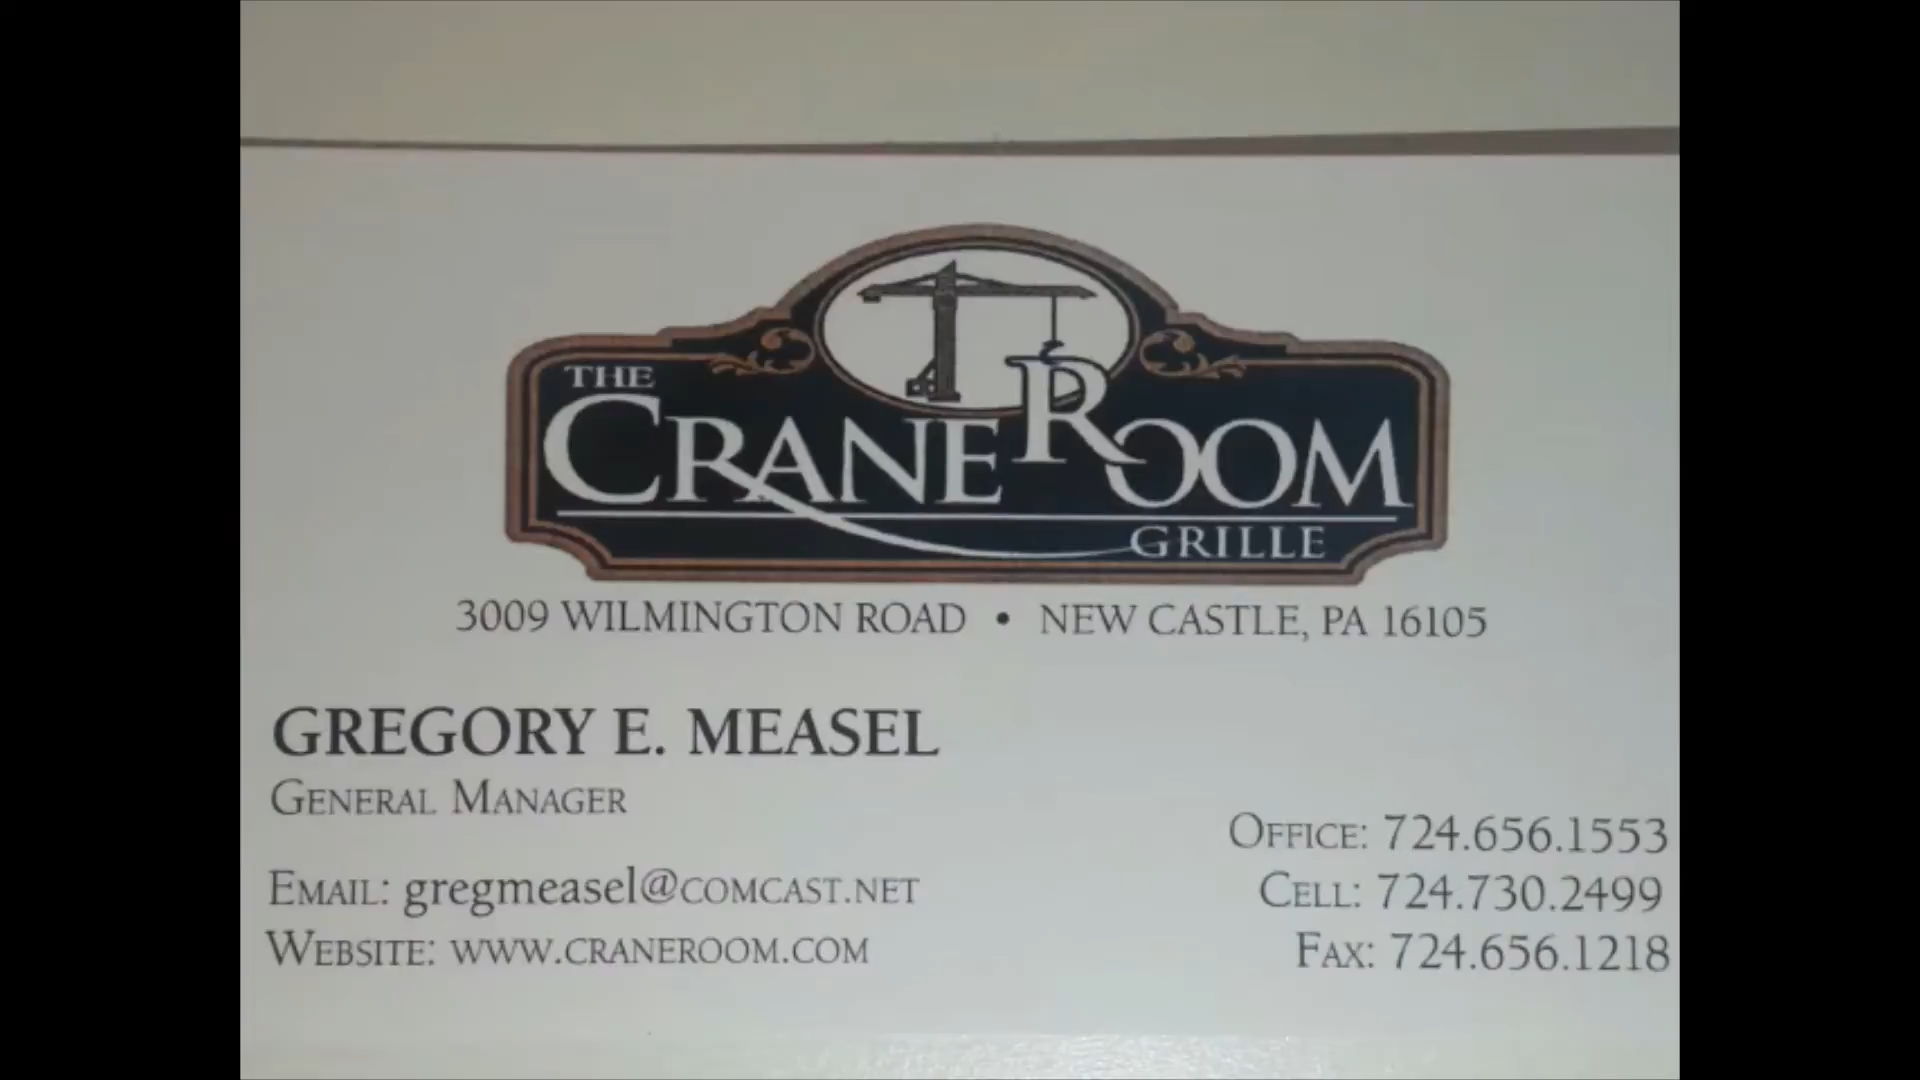 THE
CRANE ROOM
GRILLE
3009 WILMINGTON ROAD • NEW CASTLE, PA 16105
GREGORY E. MEASEL
GENERAL MANAGER
OFFICE: 724.656.1553
EMAIL: gregmeasel@COMCAST.NET
CELL: 724.730.2499
WEBSITE: WWW.CRANEROOM.COM
FAX: 724.656.1218